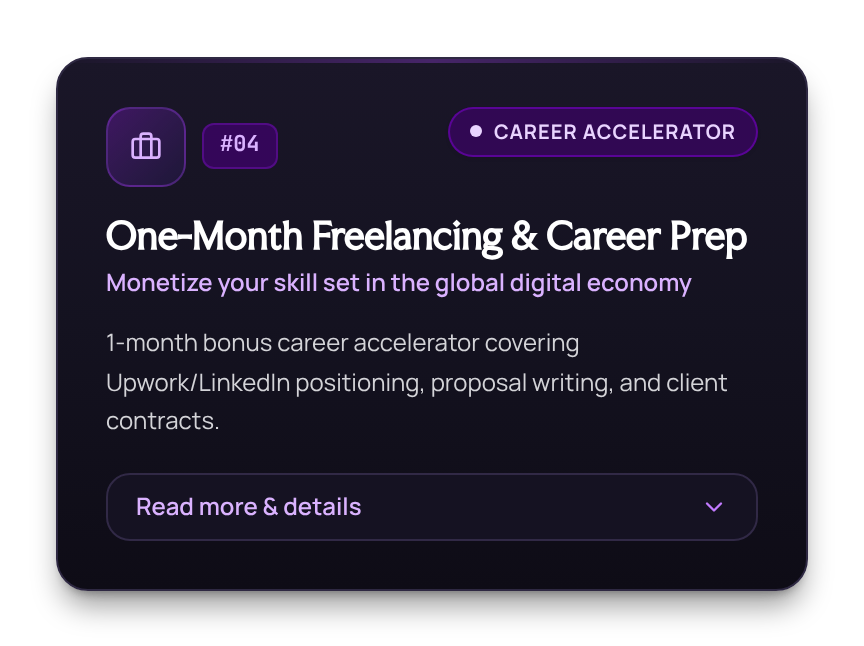 #04
CAREER ACCELERATOR
One-Month Freelancing & Career Prep
Monetize your skill set in the global digital economy
1-month bonus career accelerator covering
Upwork/LinkedIn positioning, proposal writing, and client
contracts.
Read more & details